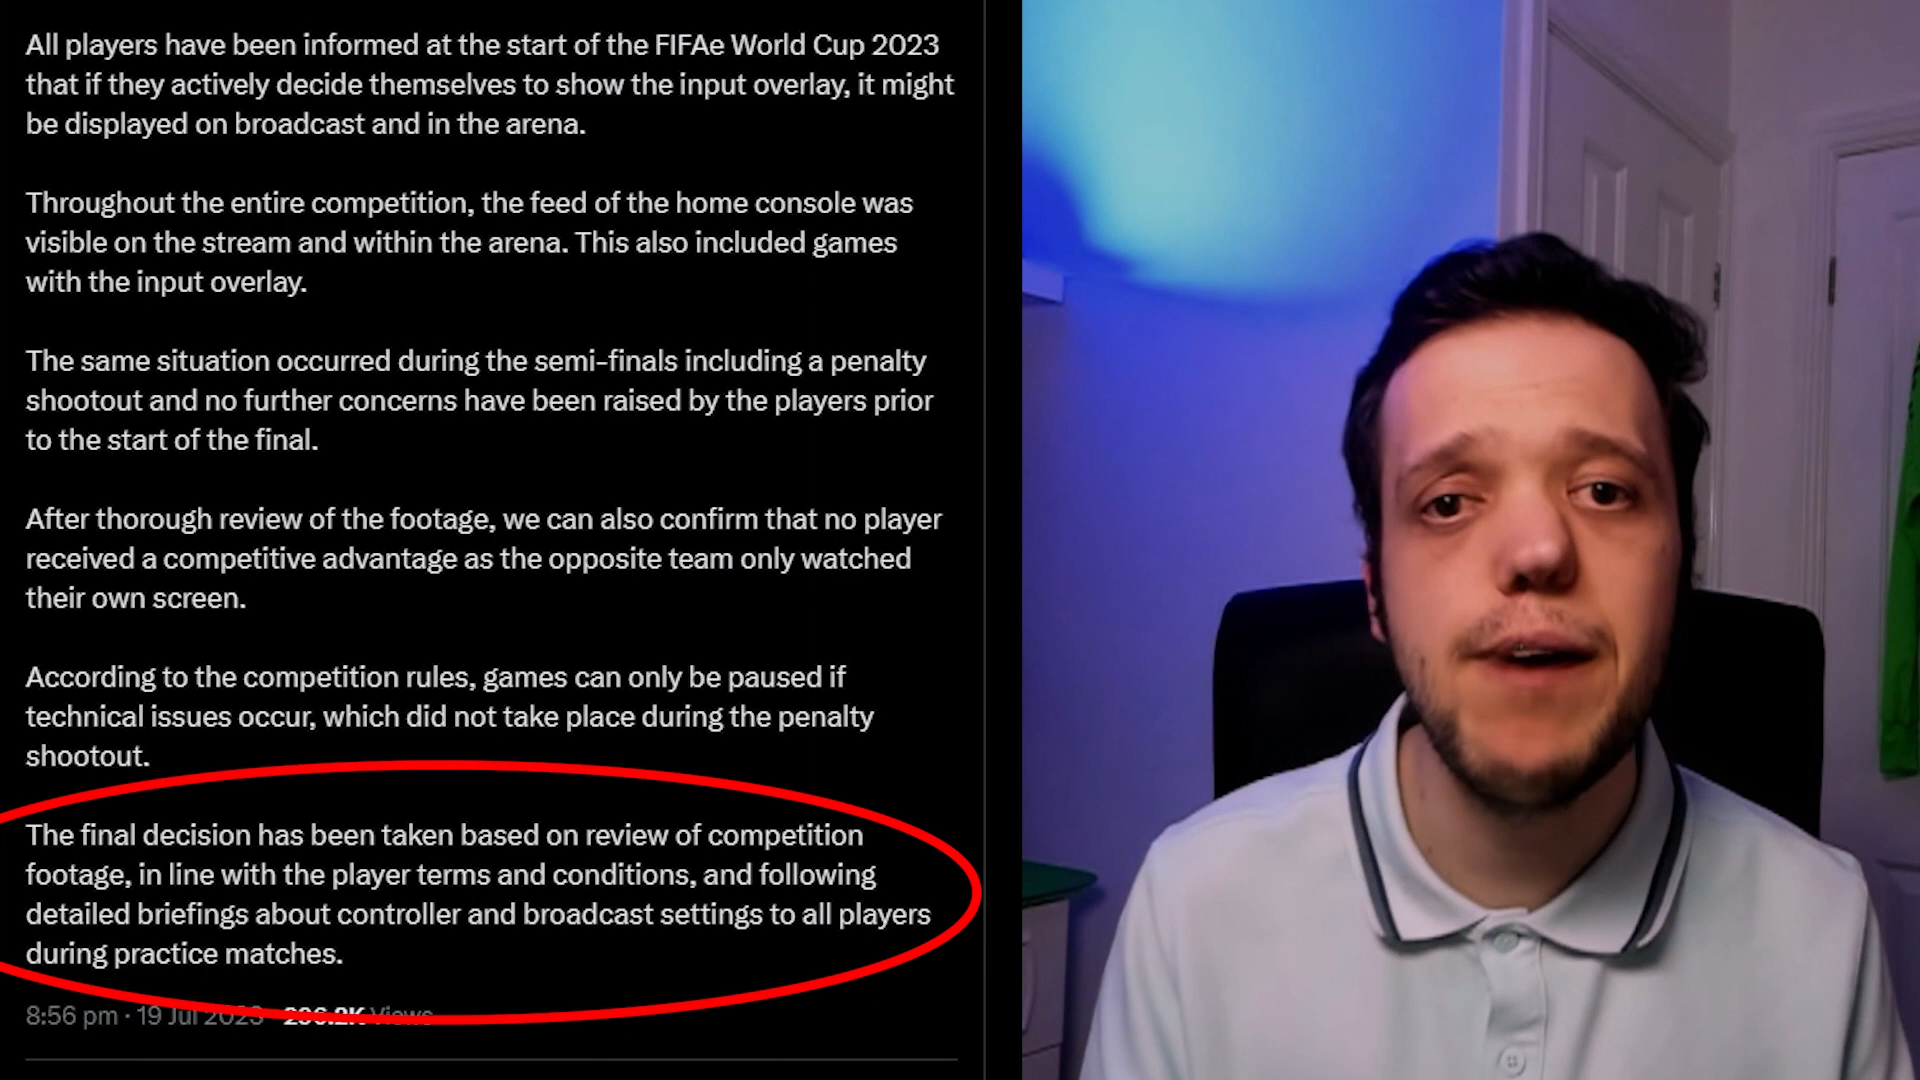 All players have been informed at the start of the FIFAe World Cup 2023
that if they actively decide themselves to show the input overlay, it might
be displayed on broadcast and in the arena.
Throughout the entire competition, the feed of the home console was
visible on the stream and within the arena. This also included games
with the input overlay.
The same situation occurred during the semi-finals including a penalty
shootout and no further concerns have been raised by the players prior
to the start of the final.
After thorough review of the footage, we can also confirm that no player
received a competitive advantage as the opposite team only watched
their own screen.
According to the competition rules, games can only be paused if
technical issues occur, which did not take place during the penalty
shootout.
The final decision has been taken based on review of competition
footage, in line with the player terms and conditions, and following
detailed briefings about controller and broadcast settings to all players
during practice matches.
8:56 pm · 19 Jul 2023 Views